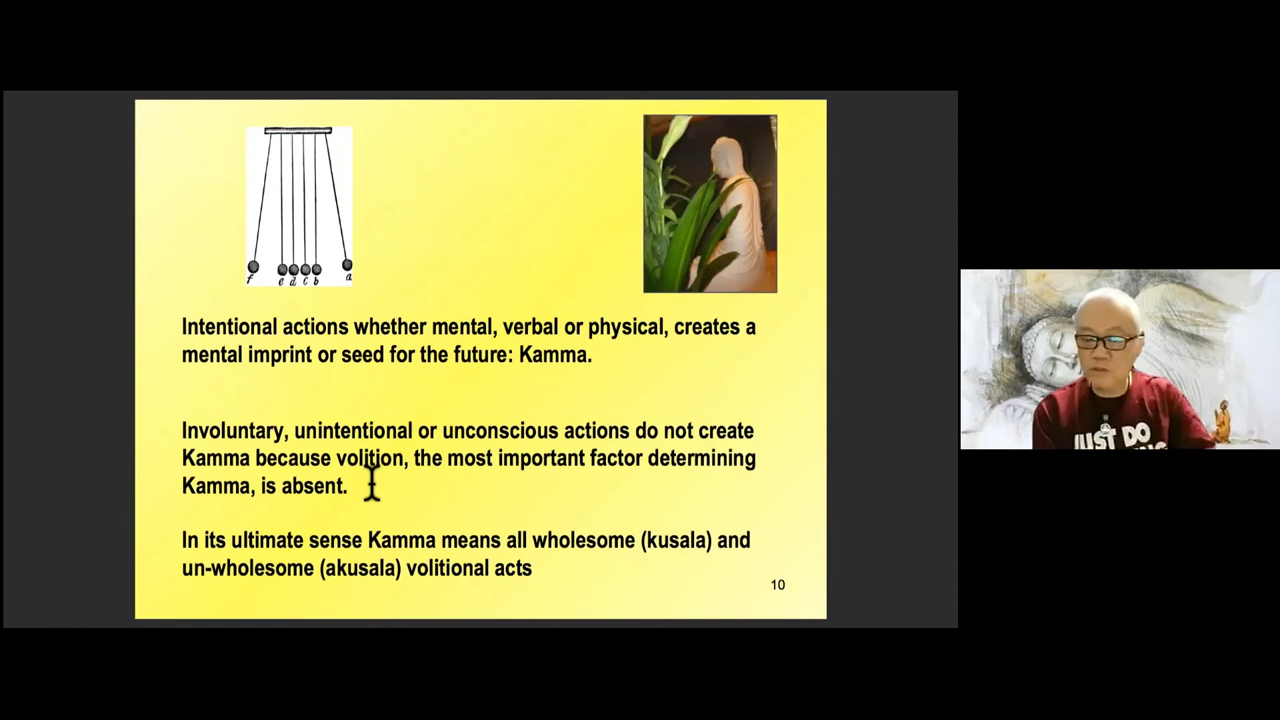 f e d c b a
Intentional actions whether mental, verbal or physical, creates a
mental imprint or seed for the future: Kamma.
Involuntary, unintentional or unconscious actions do not create
Kamma because volition, the most important factor determining
Kamma, is absent.
In its ultimate sense Kamma means all wholesome (kusala) and
un-wholesome (akusala) volitional acts
10
JUST DO